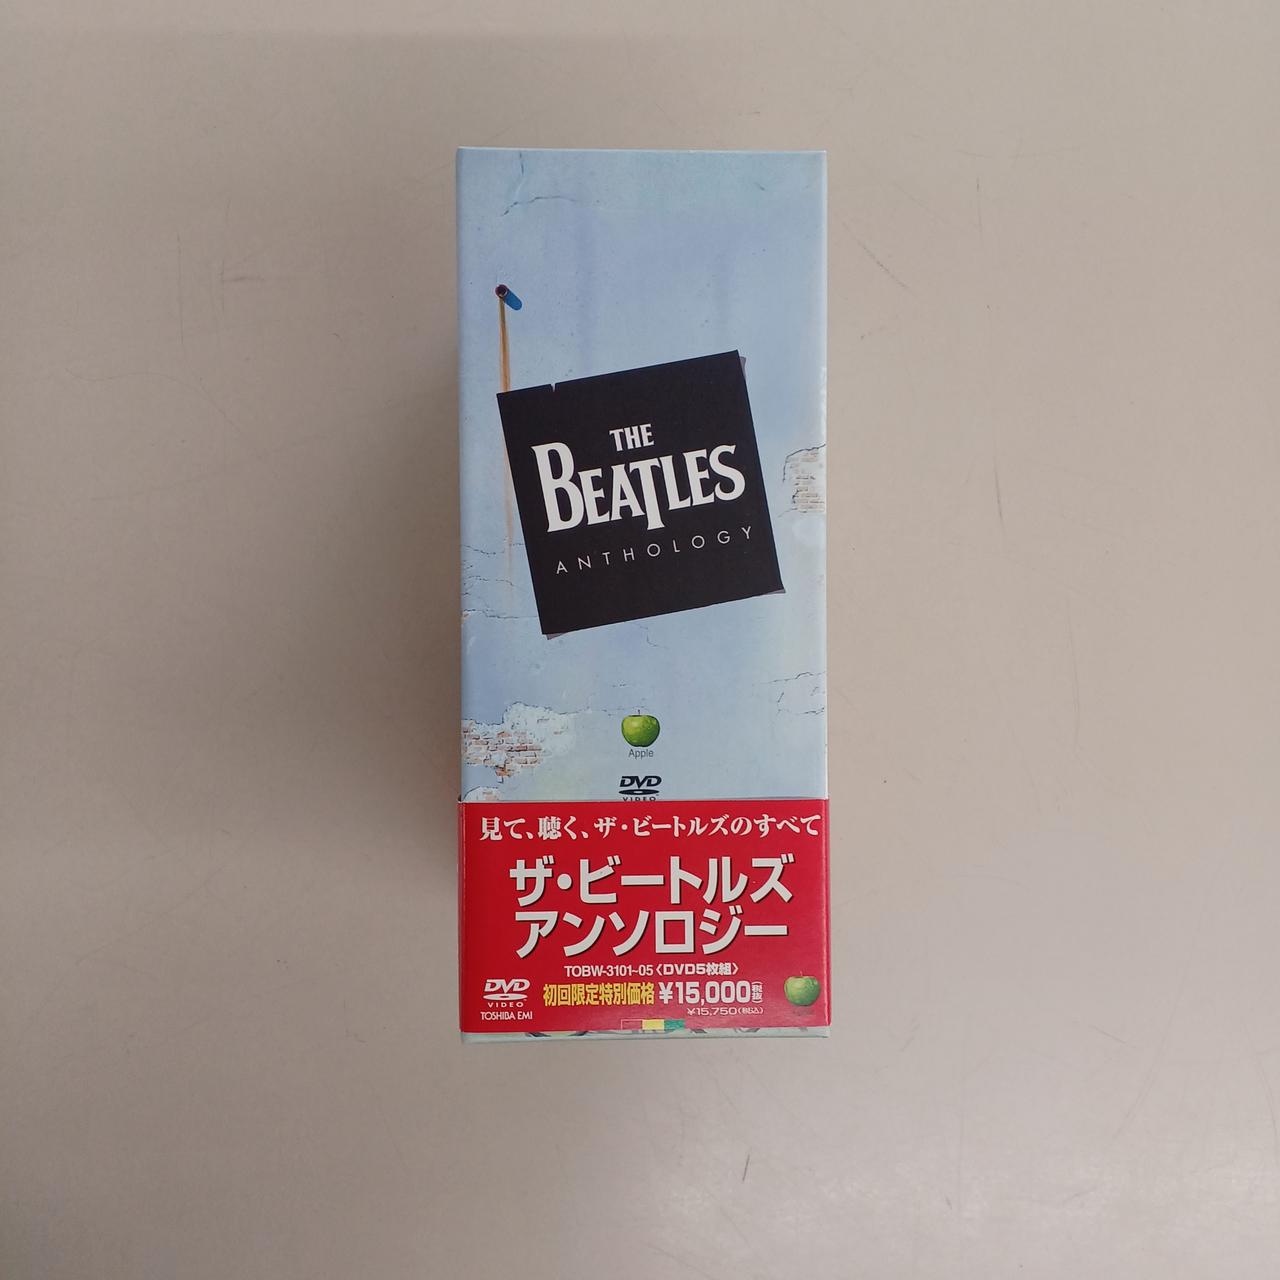 THE
BEATLES
ANTHOLOGY
Apple
DVD
VIDEO
見て、聴く、ザ・ビートルズのすべて
ザ・ビートルズ
アンソロジー
TOBW-3101~05〈DVD5枚組〉
DVD
VIDEO
TOSHIBA EMI
初回限定特別価格 ¥15,000(税抜)
¥15,750(税込)